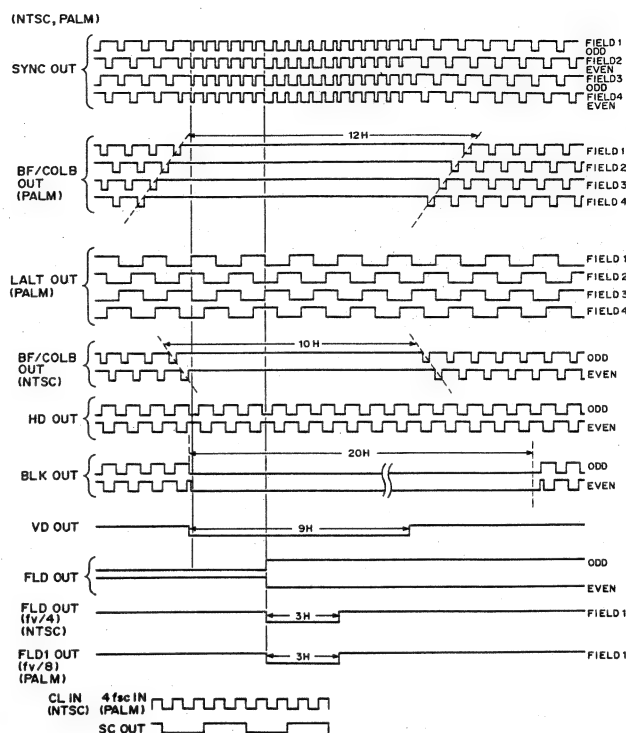 (NTSC, PALM)
SYNC OUT
FIELD 1
ODD
FIELD2
EVEN
FIELD3
ODD
FIELD4
EVEN
12H
BF/COLB
OUT
(PALM)
FIELD 1
FIELD 2
FIELD 3
FIELD 4
LALT OUT
(PALM)
FIELD 1
FIELD 2
FIELD 3
FIELD 4
BF/COLB
OUT
(NTSC)
10H
ODD
EVEN
HD OUT
ODD
EVEN
20H
BLK OUT
ODD
EVEN
VD OUT
9H
FLD OUT
ODD
EVEN
FLD OUT
(fv/4)
(NTSC)
3H
FIELD 1
FLD1 OUT
(fv/8)
(PALM)
3H
FIELD 1
CL IN 4 fsc IN
(NTSC) (PALM)
SC OUT